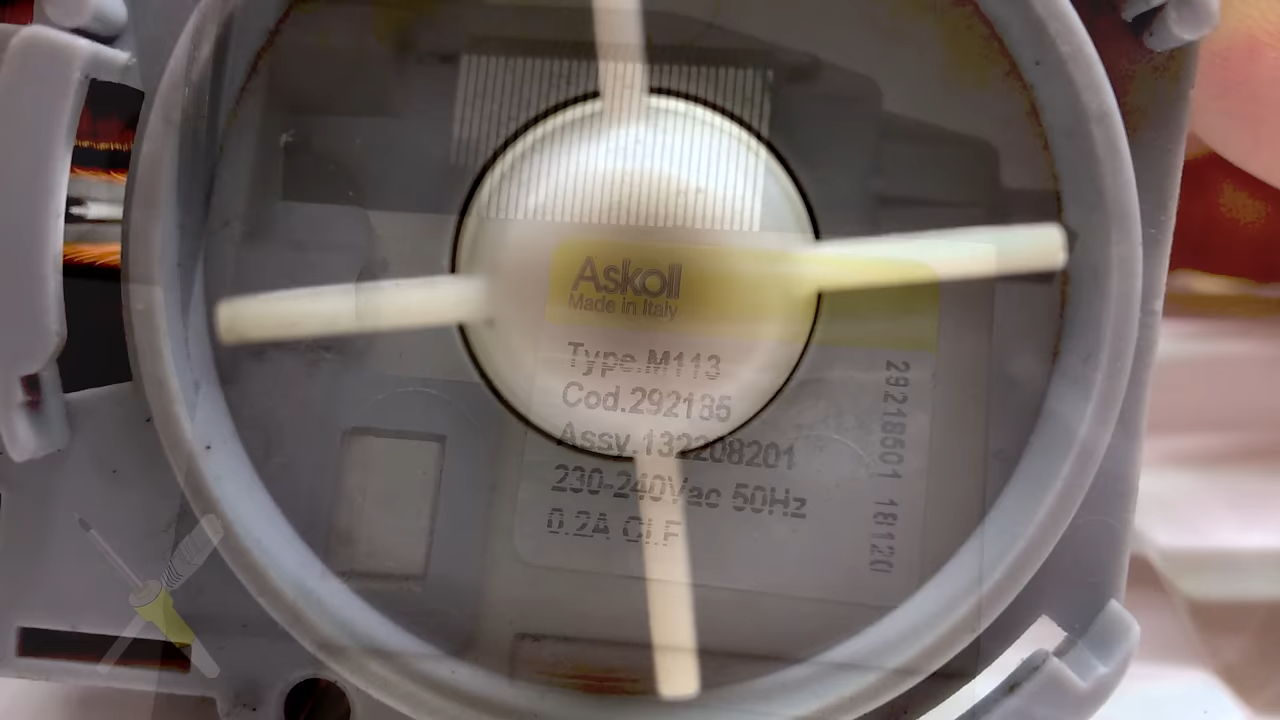 Askoll
Made in Italy
Type.M113
Cod.292185
Assy.132208201
230-240Vac 50Hz
0.2A Cl.F
29218501 18120